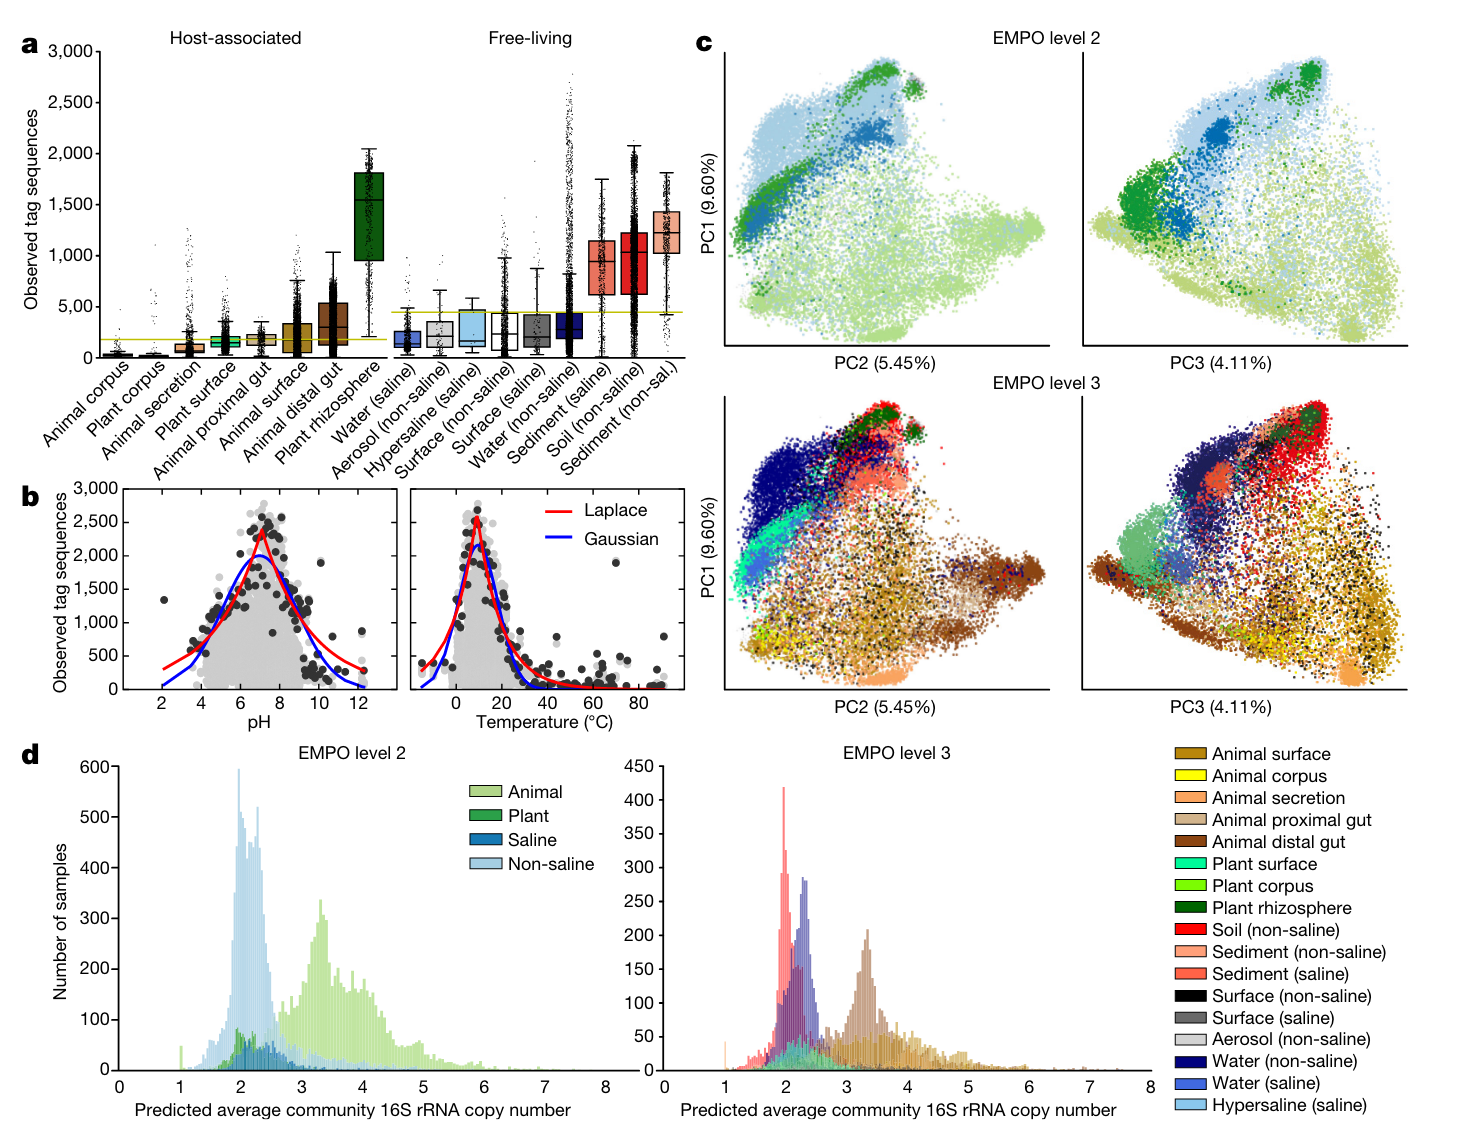 a
Host-associated
Free-living
Observed tag sequences
3,000
2,500
2,000
1,500
1,000
5,00
0
Animal corpus
Plant corpus
Animal secretion
Plant surface
Animal proximal gut
Animal surface
Animal distal gut
Plant rhizosphere
Water (saline)
Aerosol (non-saline)
Hypersaline (saline)
Surface (non-saline)
Surface (saline)
Water (non-saline)
Sediment (saline)
Soil (non-saline)
Sediment (non-sal.)
b
Observed tag sequences
3,000
2,500
2,000
1,500
1,000
500
0
2 4 6 8 10 12
pH
Laplace
Gaussian
0 20 40 60 80
Temperature (°C)
c
EMPO level 2
PC1 (9.60%)
PC2 (5.45%)
PC3 (4.11%)
EMPO level 3
PC1 (9.60%)
PC2 (5.45%)
PC3 (4.11%)
d
EMPO level 2
Number of samples
600
500
400
300
200
100
0
0 1 2 3 4 5 6 7 8
Predicted average community 16S rRNA copy number
Animal
Plant
Saline
Non-saline
EMPO level 3
450
400
350
300
250
200
150
100
50
0
0 1 2 3 4 5 6 7 8
Predicted average community 16S rRNA copy number
Animal surface
Animal corpus
Animal secretion
Animal proximal gut
Animal distal gut
Plant surface
Plant corpus
Plant rhizosphere
Soil (non-saline)
Sediment (non-saline)
Sediment (saline)
Surface (non-saline)
Surface (saline)
Aerosol (non-saline)
Water (non-saline)
Water (saline)
Hypersaline (saline)